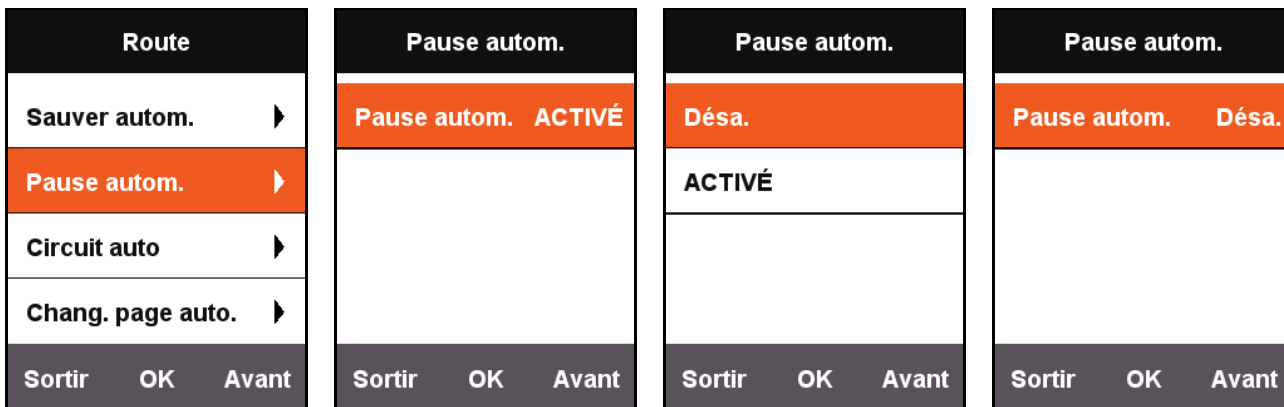 Route
Sauver autom.
Pause autom.
Circuit auto
Chang. page auto.
Sortir OK Avant
Pause autom.
Pause autom. ACTIVÉ
Sortir OK Avant
Pause autom.
Désa.
ACTIVÉ
Sortir OK Avant
Pause autom.
Pause autom. Désa.
Sortir OK Avant